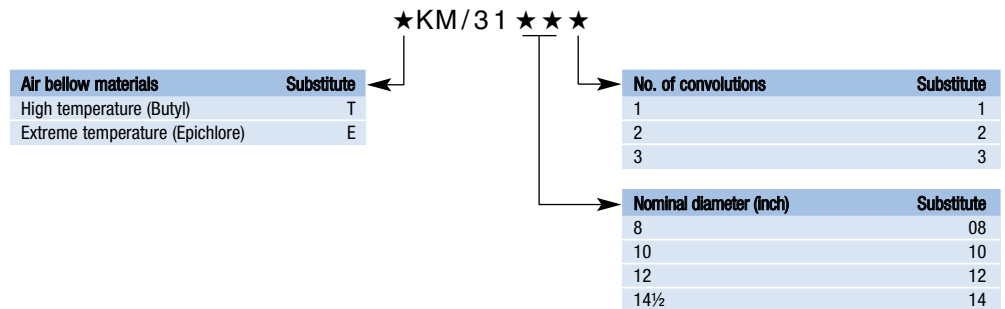 ★KM/31 ★ ★ ★
Air bellow materials Substitute
High temperature (Butyl) T
Extreme temperature (Epichlore) E
No. of convolutions Substitute
1 1
2 2
3 3
Nominal diameter (inch) Substitute
8 08
10 10
12 12
14½ 14